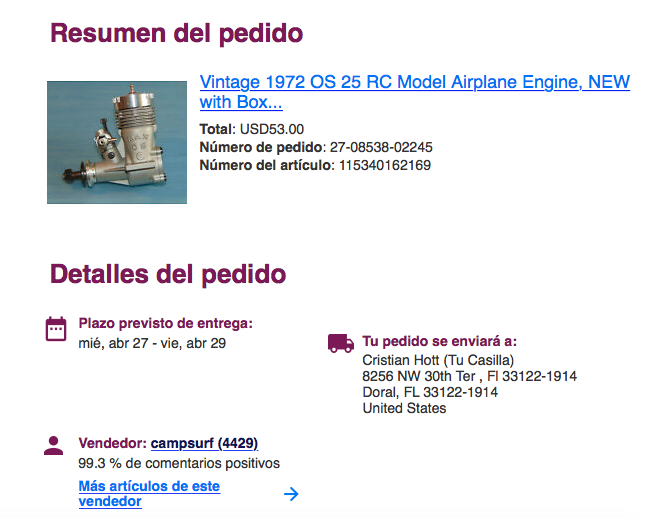 Resumen del pedido
Vintage 1972 OS 25 RC Model Airplane Engine, NEW
with Box...
Total: USD53.00
Número de pedido: 27-08538-02245
Número del artículo: 115340162169
Detalles del pedido
Plazo previsto de entrega:
mié, abr 27 - vie, abr 29
Tu pedido se enviará a:
Cristian Hott (Tu Casilla)
8256 NW 30th Ter , Fl 33122-1914
Doral, FL 33122-1914
United States
Vendedor: campsurf (4429)
99.3 % de comentarios positivos
Más artículos de este
vendedor